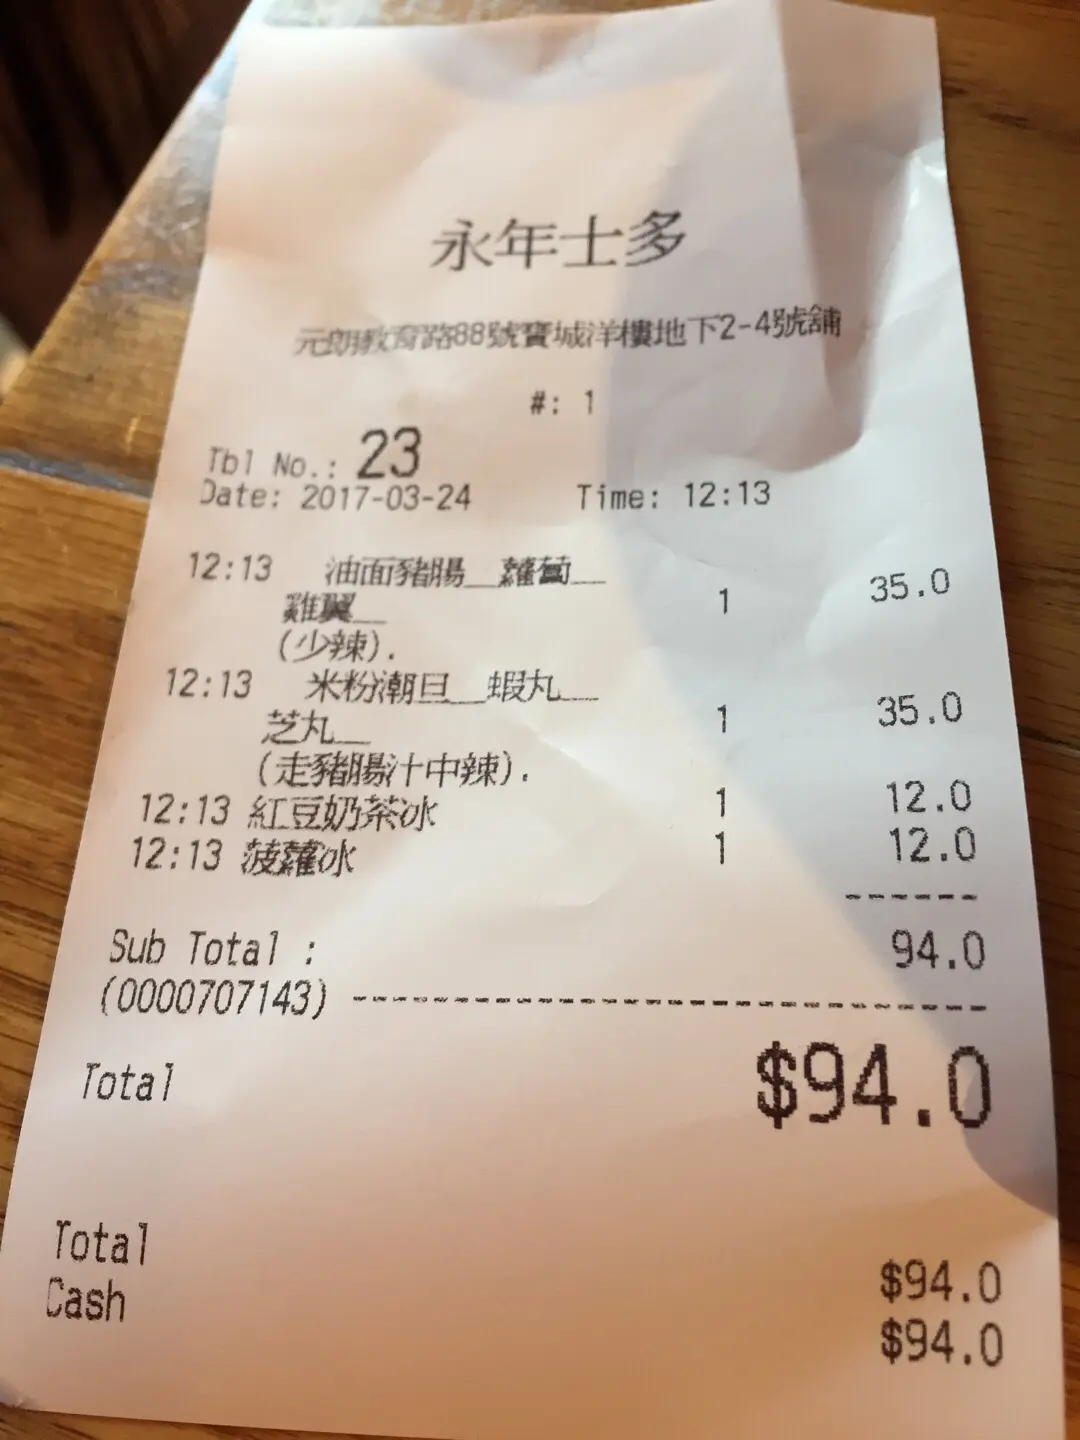 永年士多
元朗教育路88號寶城洋樓地下2-4號舖
#: 1
Tbl No.: 23
Date: 2017-03-24 Time: 12:13
12:13 油面豬腸__蘿蔔__
雞翼__ 1 35.0
(少辣).
12:13 米粉潮旦__蝦丸__
芝丸__ 1 35.0
(走豬腸汁中辣).
12:13 紅豆奶茶冰 1 12.0
12:13 菠蘿冰 1 12.0
------
Sub Total : 94.0
(0000707143) ------------------------------------
Total $94.0
Total $94.0
Cash $94.0